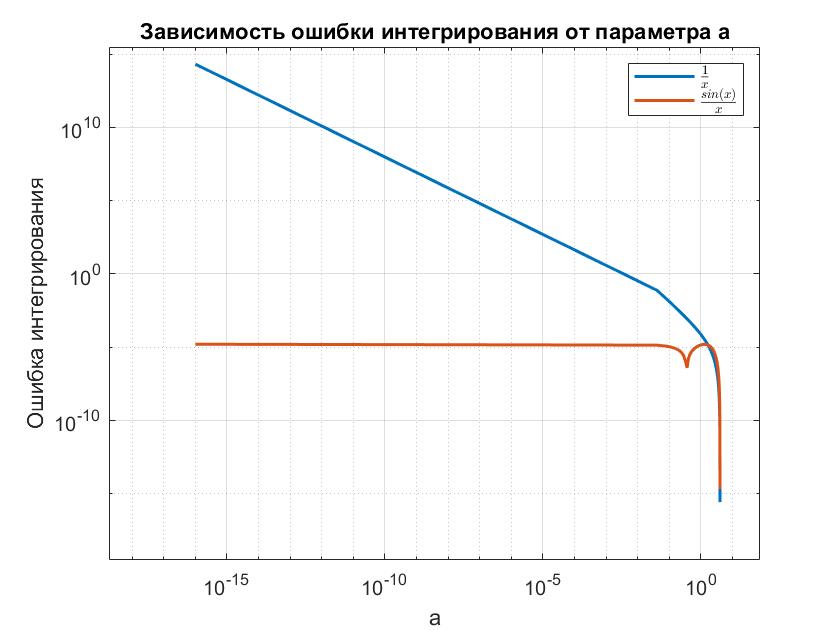 Зависимость ошибки интегрирования от параметра a
1
x
sin(x)
x
10^10
10^0
10^-10
Ошибка интегрирования
10^-15
10^-10
10^-5
10^0
a